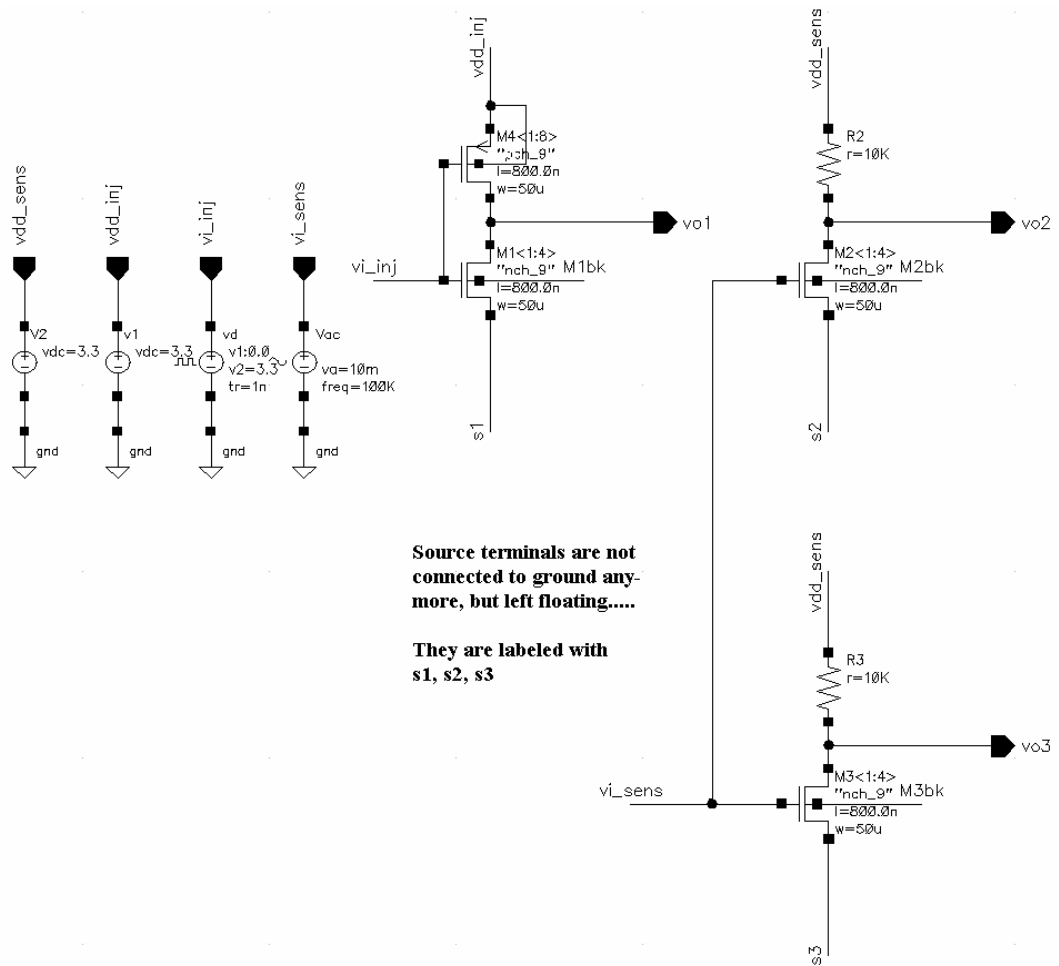 vdd_inj
vdd_sens
M4<1:8>
l=800.0n
w=50u
R2
r=10K
vdd_sens
vdd_inj
vi_inj
vi_sens
vo1
vo2
vi_inj
M1<1:4>
"nch_9" M1bk
l=800.0n
w=50u
M2<1:4>
"nch_9" M2bk
l=800.0n
w=50u
V2
vdc=3.3
v1
vdc=3.3
vd
v1:0.0
v2=3.3
tr=1n
Vac
va=10m
freq=100K
s1
s2
gnd
gnd
gnd
gnd
Source terminals are not
connected to ground any-
more, but left floating.....
They are labeled with
s1, s2, s3
vdd_sens
R3
r=10K
vo3
vi_sens
M3<1:4>
"nch_9" M3bk
l=800.0n
w=50u
s3